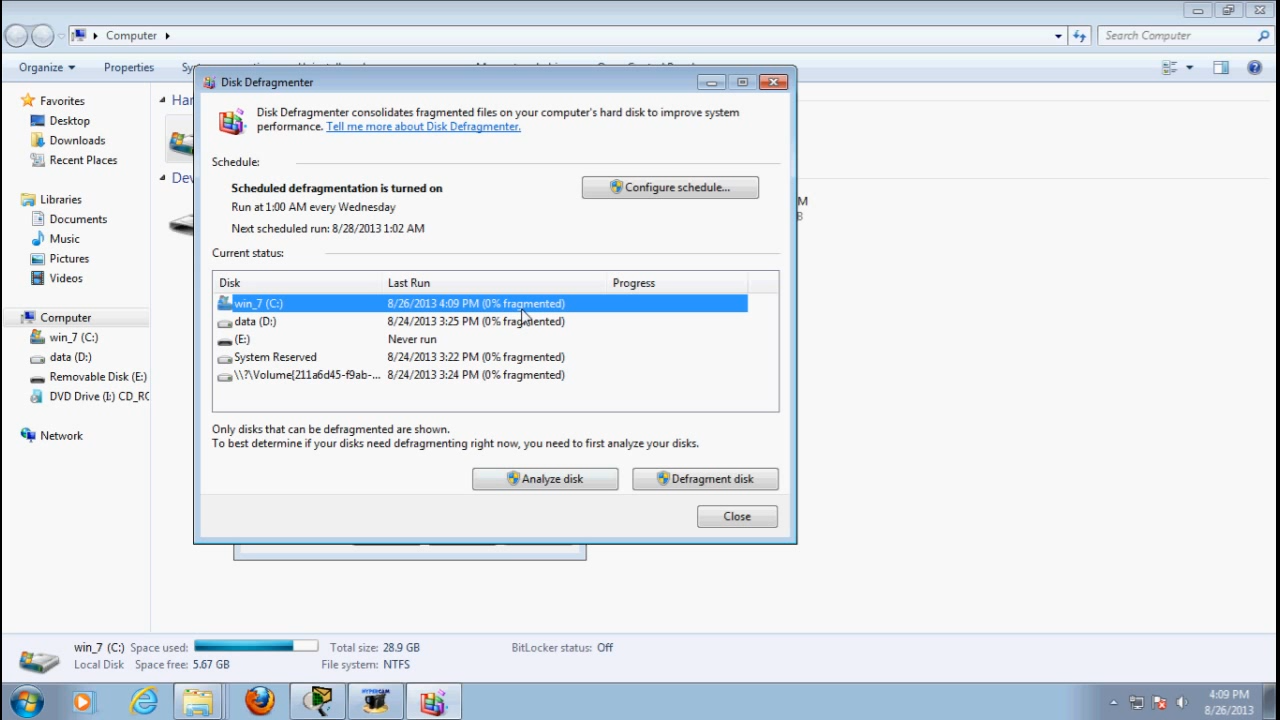 Computer
Search Computer
Organize
Properties
Disk Defragmenter
Disk Defragmenter consolidates fragmented files on your computer's hard disk to improve system
performance. Tell me more about Disk Defragmenter.
Schedule:
Scheduled defragmentation is turned on
Configure schedule...
Run at 1:00 AM every Wednesday
Next scheduled run: 8/28/2013 1:02 AM
Current status:
Disk Last Run Progress
win_7 (C:) 8/26/2013 4:09 PM (0% fragmented)
data (D:) 8/24/2013 3:25 PM (0% fragmented)
(E:) Never run
System Reserved 8/24/2013 3:22 PM (0% fragmented)
\\?\Volume{211a6d45-f9ab-... 8/24/2013 3:24 PM (0% fragmented)
Only disks that can be defragmented are shown.
To best determine if your disks need defragmenting right now, you need to first analyze your disks.
Analyze disk
Defragment disk
Close
Favorites
Desktop
Downloads
Recent Places
Libraries
Documents
Music
Pictures
Videos
Computer
win_7 (C:)
data (D:)
Removable Disk (E:)
DVD Drive (I:) CD_RO
Network
win_7 (C:) Space used: Total size: 28.9 GB BitLocker status: Off
Local Disk Space free: 5.67 GB File system: NTFS
HYPERCAM
4:09 PM
8/26/2013